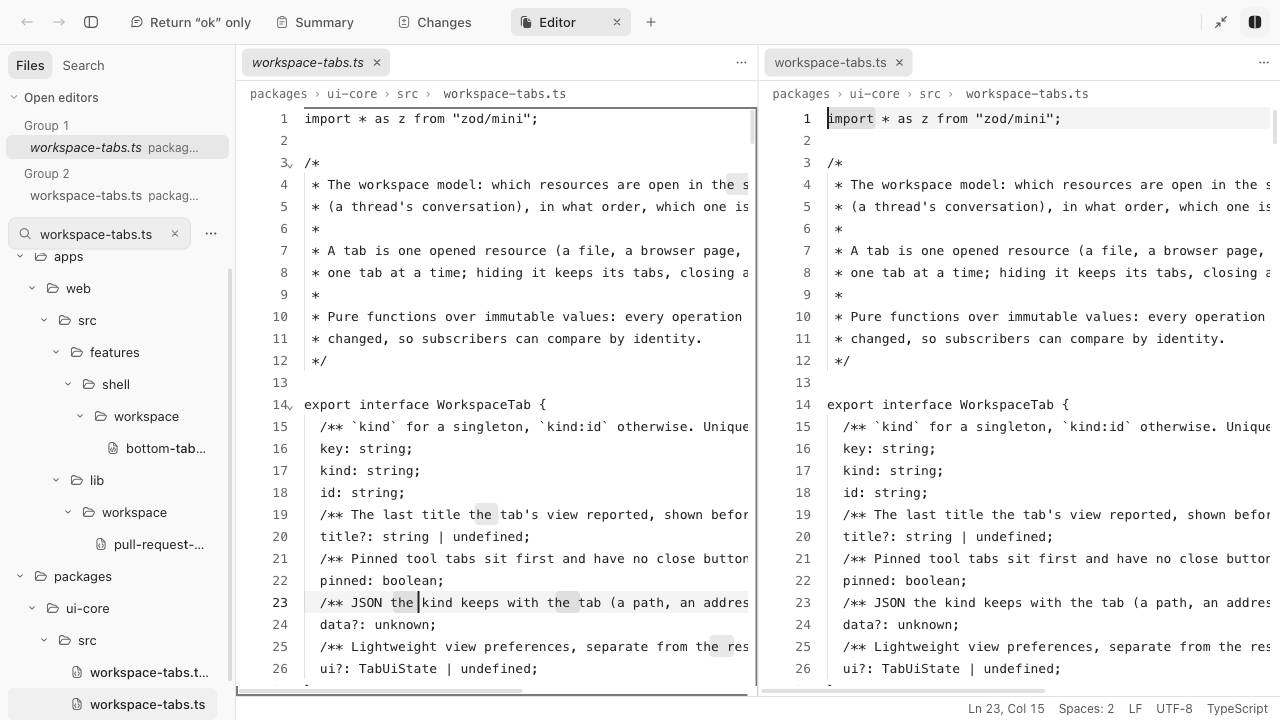 Return “ok” only
Summary
Changes
Editor
Files
Search
Open editors
Group 1
workspace-tabs.ts packag...
Group 2
workspace-tabs.ts packag...
workspace-tabs.ts
apps
web
src
features
shell
workspace
bottom-tab...
lib
workspace
pull-request-...
packages
ui-core
src
workspace-tabs.t...
workspace-tabs.ts
workspace-tabs.ts
packages › ui-core › src › workspace-tabs.ts
1 import * as z from "zod/mini";
2
3 /*
4 * The workspace model: which resources are open in the s
5 * (a thread's conversation), in what order, which one is
6 *
7 * A tab is one opened resource (a file, a browser page,
8 * one tab at a time; hiding it keeps its tabs, closing a
9 *
10 * Pure functions over immutable values: every operation
11 * changed, so subscribers can compare by identity.
12 */
13
14 export interface WorkspaceTab {
15 /** `kind` for a singleton, `kind:id` otherwise. Unique
16 key: string;
17 kind: string;
18 id: string;
19 /** The last title the tab's view reported, shown befor
20 title?: string | undefined;
21 /** Pinned tool tabs sit first and have no close button
22 pinned: boolean;
23 /** JSON the kind keeps with the tab (a path, an addres
24 data?: unknown;
25 /** Lightweight view preferences, separate from the res
26 ui?: TabUiState | undefined;
workspace-tabs.ts
packages › ui-core › src › workspace-tabs.ts
1 import * as z from "zod/mini";
2
3 /*
4 * The workspace model: which resources are open in the s
5 * (a thread's conversation), in what order, which one is
6 *
7 * A tab is one opened resource (a file, a browser page,
8 * one tab at a time; hiding it keeps its tabs, closing a
9 *
10 * Pure functions over immutable values: every operation
11 * changed, so subscribers can compare by identity.
12 */
13
14 export interface WorkspaceTab {
15 /** `kind` for a singleton, `kind:id` otherwise. Unique
16 key: string;
17 kind: string;
18 id: string;
19 /** The last title the tab's view reported, shown befor
20 title?: string | undefined;
21 /** Pinned tool tabs sit first and have no close button
22 pinned: boolean;
23 /** JSON the kind keeps with the tab (a path, an addres
24 data?: unknown;
25 /** Lightweight view preferences, separate from the res
26 ui?: TabUiState | undefined;
Ln 23, Col 15 Spaces: 2 LF UTF-8 TypeScript